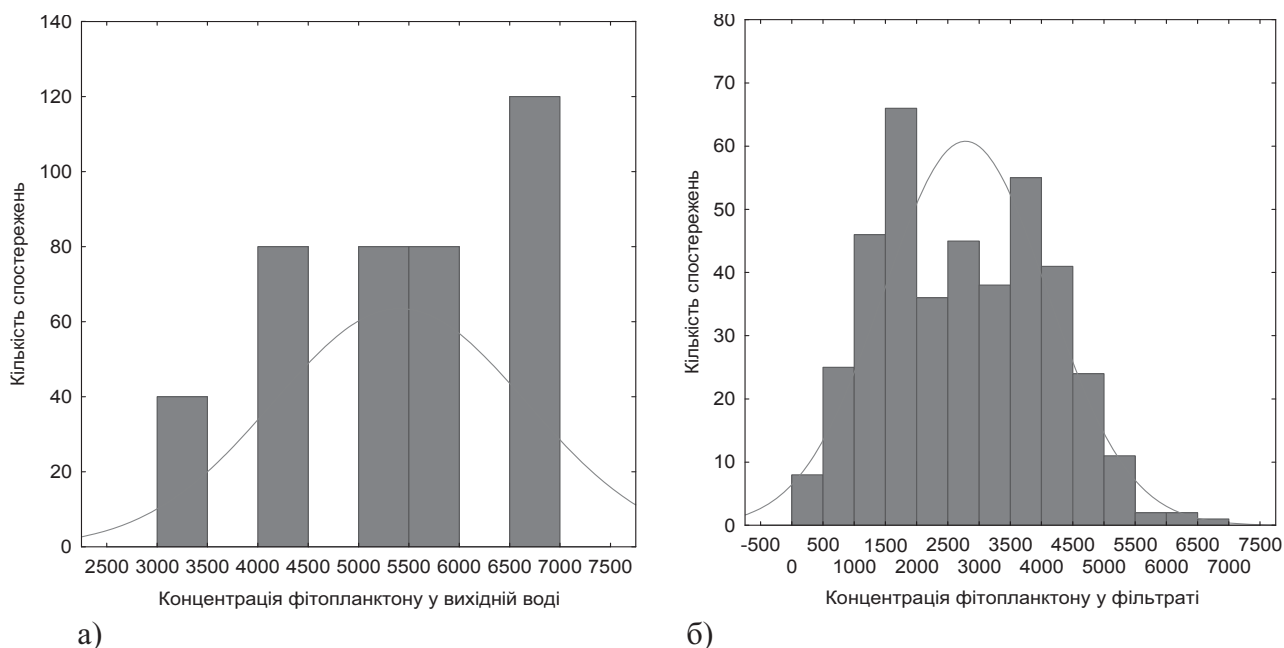 140
120
100
80
60
40
20
0
Кількість спостережень
2500 3000 3500 4000 4500 5000 5500 6000 6500 7000 7500
Концентрація фітопланктону у вихідній воді
а)
80
70
60
50
40
30
20
10
0
Кількість спостережень
-500 500 1500 2500 3500 4500 5500 6500 7500
0 1000 2000 3000 4000 5000 6000 7000
Концентрація фітопланктону у фільтраті
б)